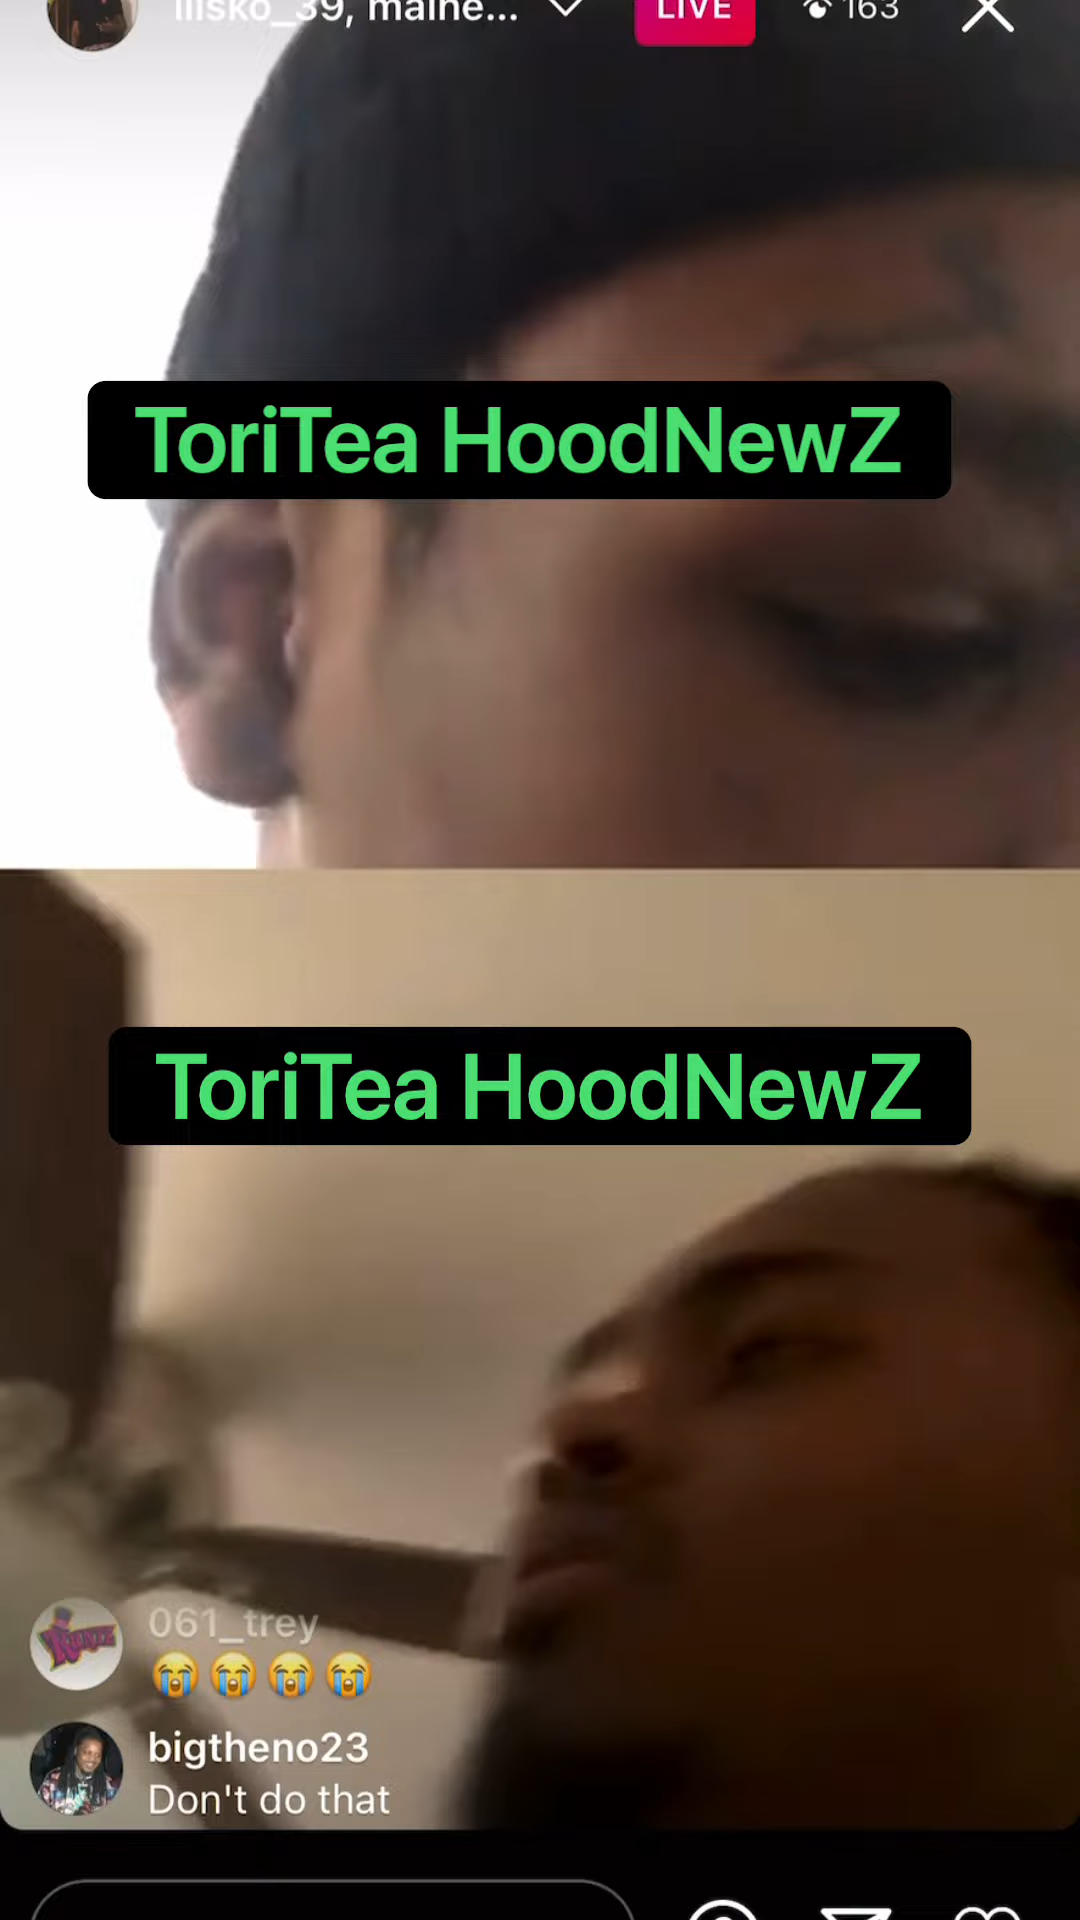 LIVE
163
ToriTea HoodNewZ
ToriTea HoodNewZ
061_trey
😭😭😭😭
bigtheno23
Don't do that